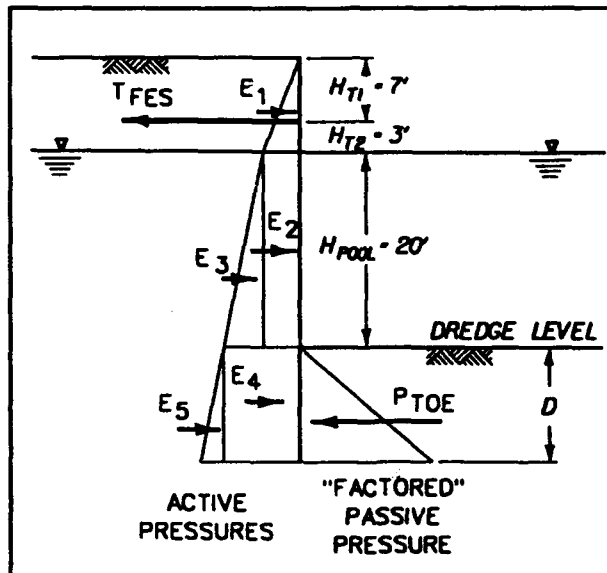 H_T1 = 7'
T_FES
E_1
H_T2 = 3'
E_2
H_POOL = 20'
E_3
DREDGE LEVEL
E_4
P_TOE
D
E_5
ACTIVE
PRESSURES
"FACTORED"
PASSIVE
PRESSURE